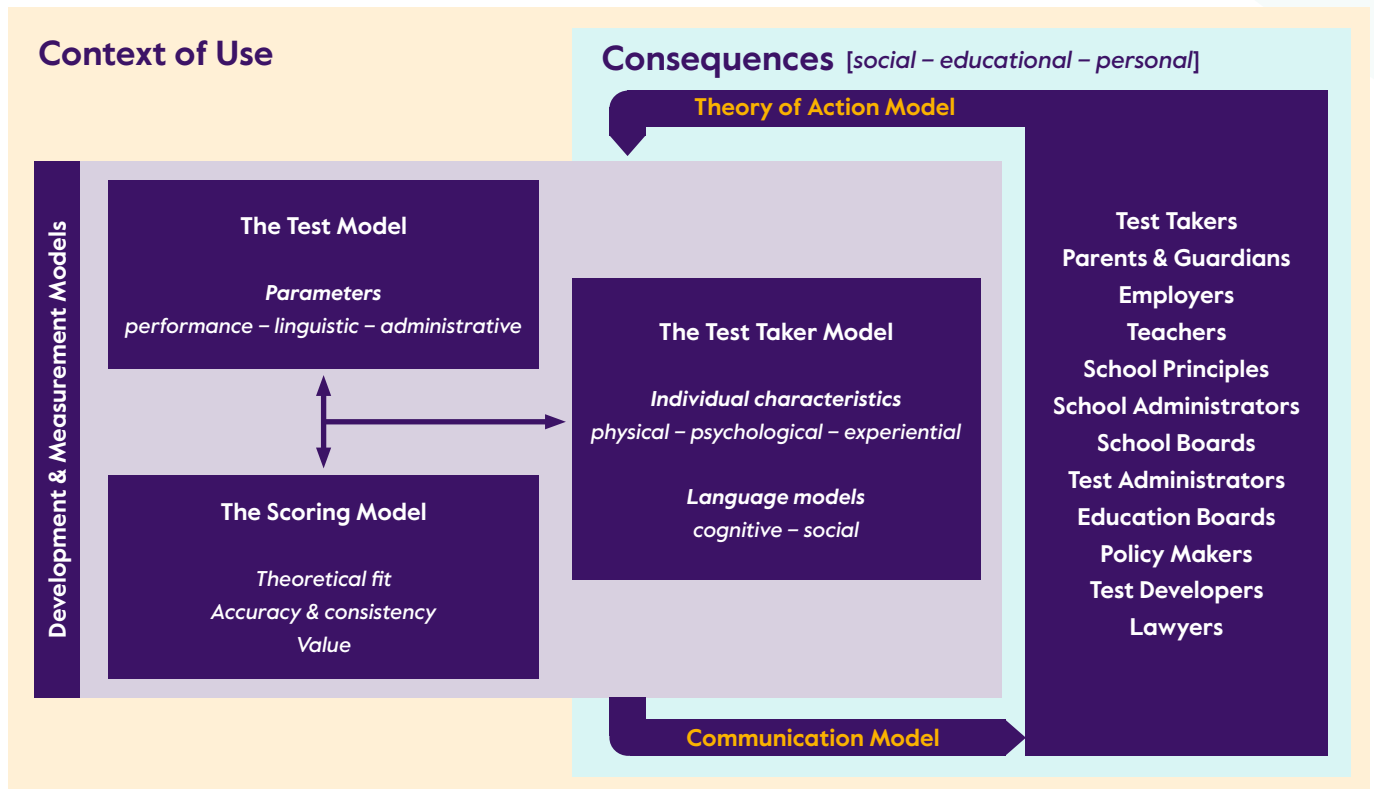 Context of Use
Consequences [social – educational – personal]
Theory of Action Model
Development & Measurement Models
The Test Model
Parameters
performance – linguistic – administrative
The Scoring Model
Theoretical fit
Accuracy & consistency
Value
The Test Taker Model
Individual characteristics
physical – psychological – experiential
Language models
cognitive – social
Test Takers
Parents & Guardians
Employers
Teachers
School Principles
School Administrators
School Boards
Test Administrators
Education Boards
Policy Makers
Test Developers
Lawyers
Communication Model